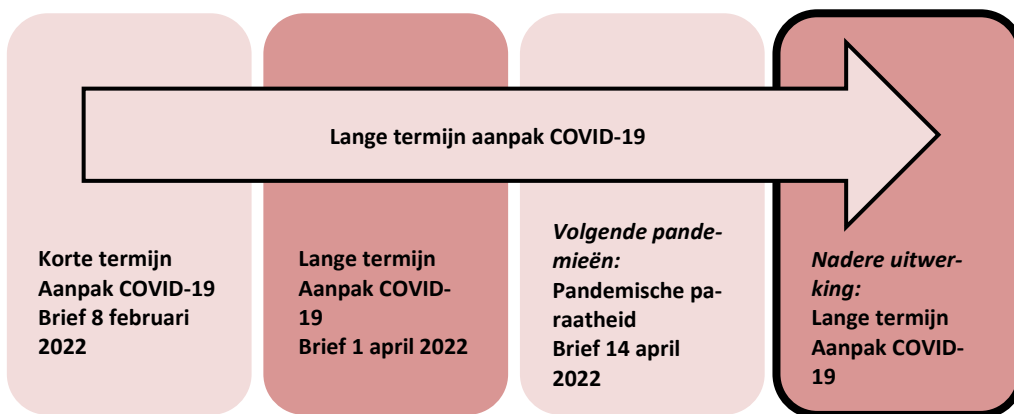 Lange termijn aanpak COVID-19
Korte termijn
Aanpak COVID-19
Brief 8 februari
2022
Lange termijn
Aanpak COVID-
19
Brief 1 april 2022
Volgende pande-
mieën:
Pandemische pa-
raatheid
Brief 14 april
2022
Nadere uitwer-
king:
Lange termijn
Aanpak COVID-
19